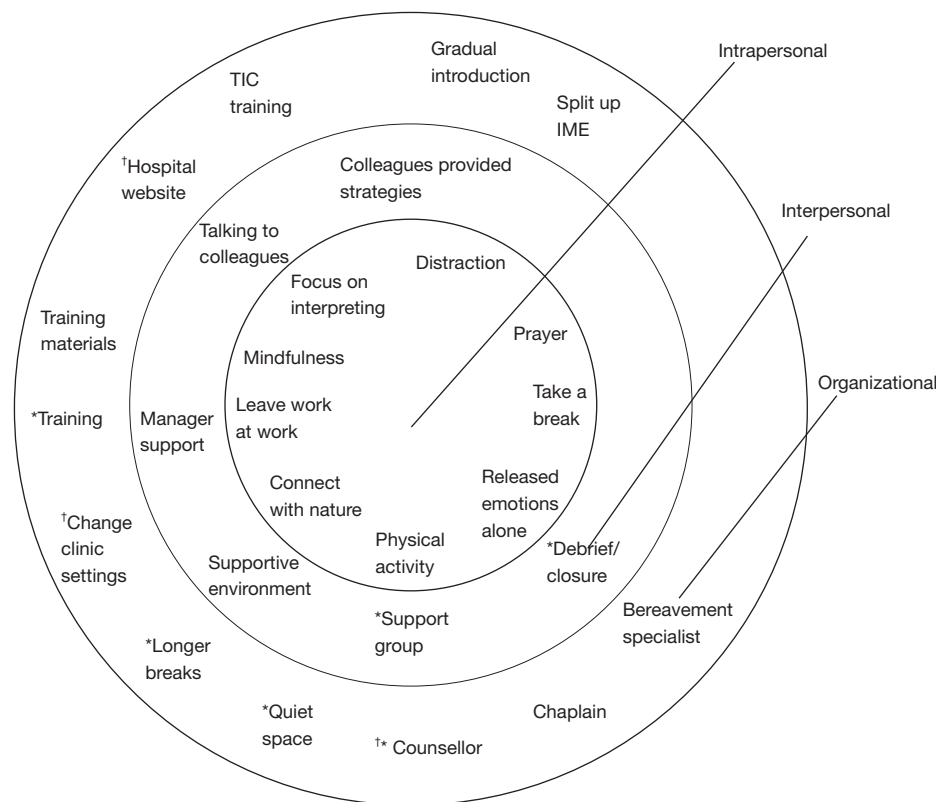 Gradual
introduction
Intrapersonal
TIC
training
Split up
IME
†Hospital
website
Colleagues provided
strategies
Interpersonal
Talking to
colleagues
Distraction
Focus on
interpreting
Training
materials
Prayer
Mindfulness
Organizational
Take a
break
*Training
Manager
support
Leave work
at work
Connect
with nature
Released
emotions
alone
†Change
clinic
settings
Physical
activity
*Debrief/
closure
Supportive
environment
Bereavement
specialist
*Support
group
*Longer
breaks
*Quiet
space
Chaplain
†* Counsellor